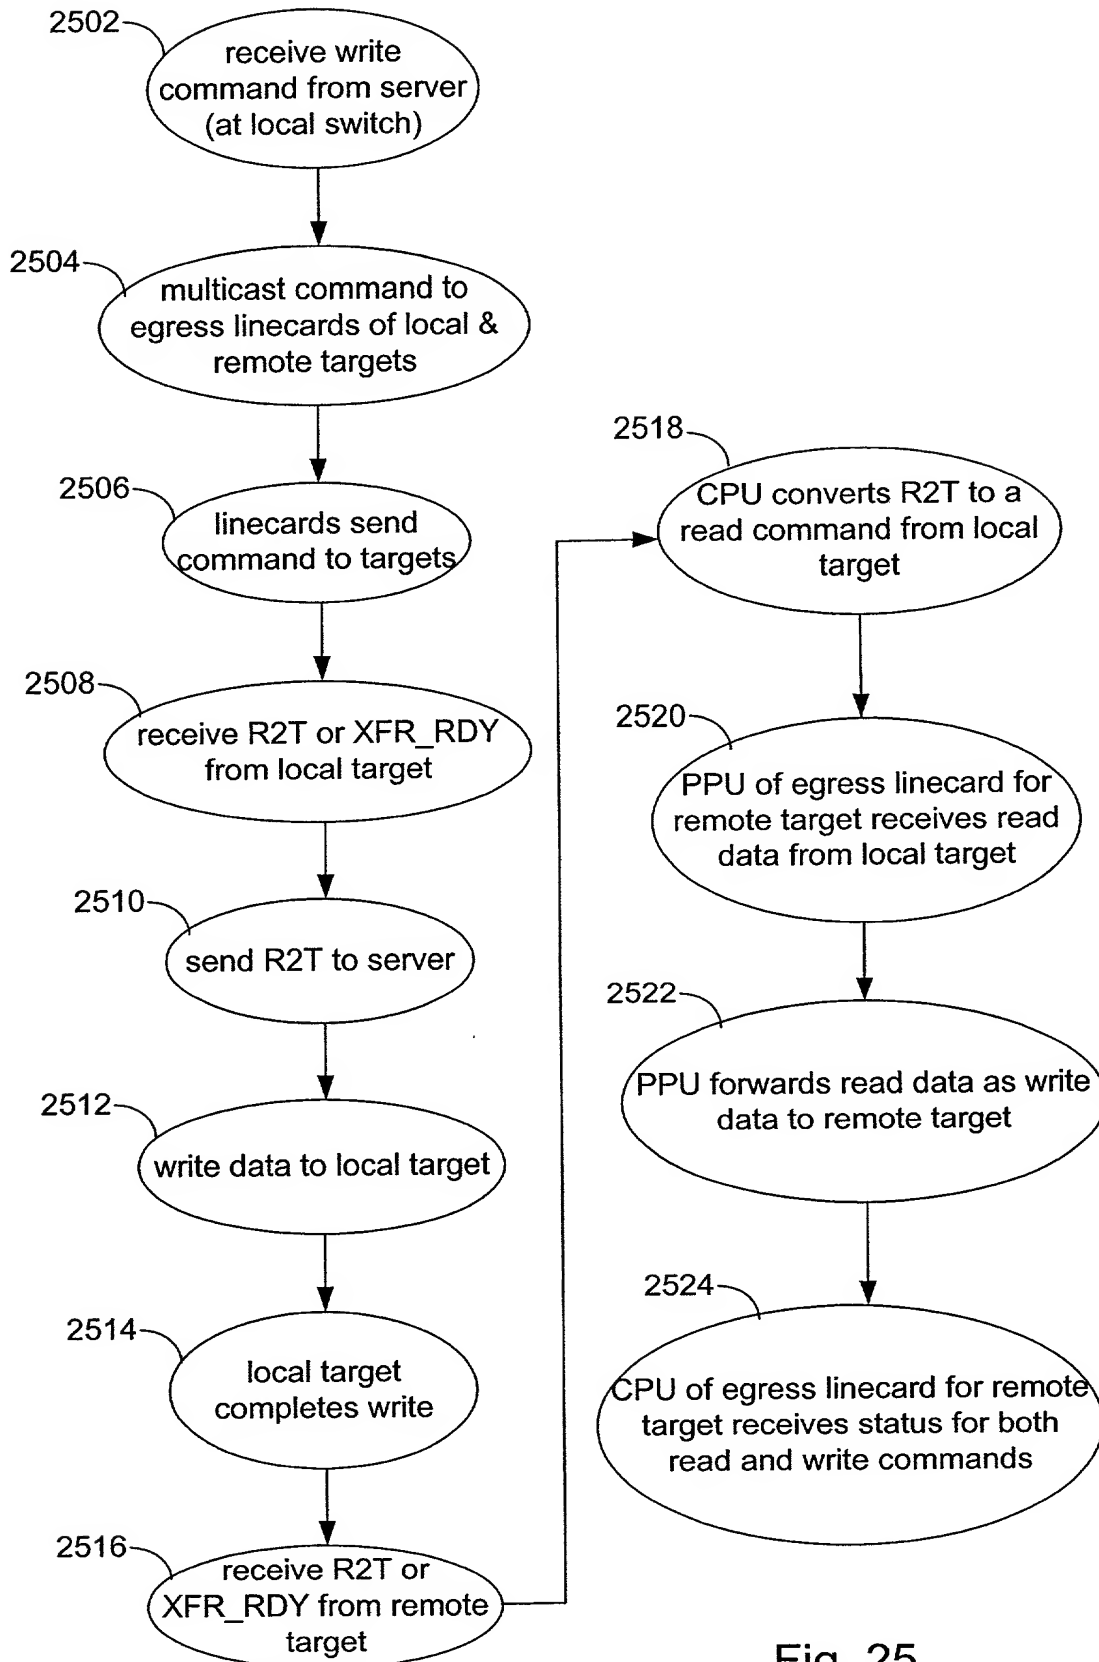 2502
receive write
command from server
(at local switch)
2504
multicast command to
egress linecards of local &
remote targets
2506
linecards send
command to targets
2508
receive R2T or XFR_RDY
from local target
2510
send R2T to server
2512
write data to local target
2514
local target
completes write
2516
receive R2T or
XFR_RDY from remote
target
2518
CPU converts R2T to a
read command from local
target
2520
PPU of egress linecard for
remote target receives read
data from local target
2522
PPU forwards read data as write
data to remote target
2524
CPU of egress linecard for remote
target receives status for both
read and write commands
Fig. 25